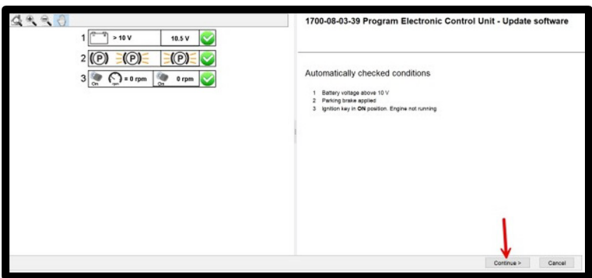 1700-08-03-39 Program Electronic Control Unit - Update software
1 > 10 V 10.5 V
2 (P) (P) (P)
3 On = 0 rpm On 0 rpm
Automatically checked conditions
1 Battery voltage above 10 V
2 Parking brake applied
3 Ignition key in ON position. Engine not running
Continue > Cancel